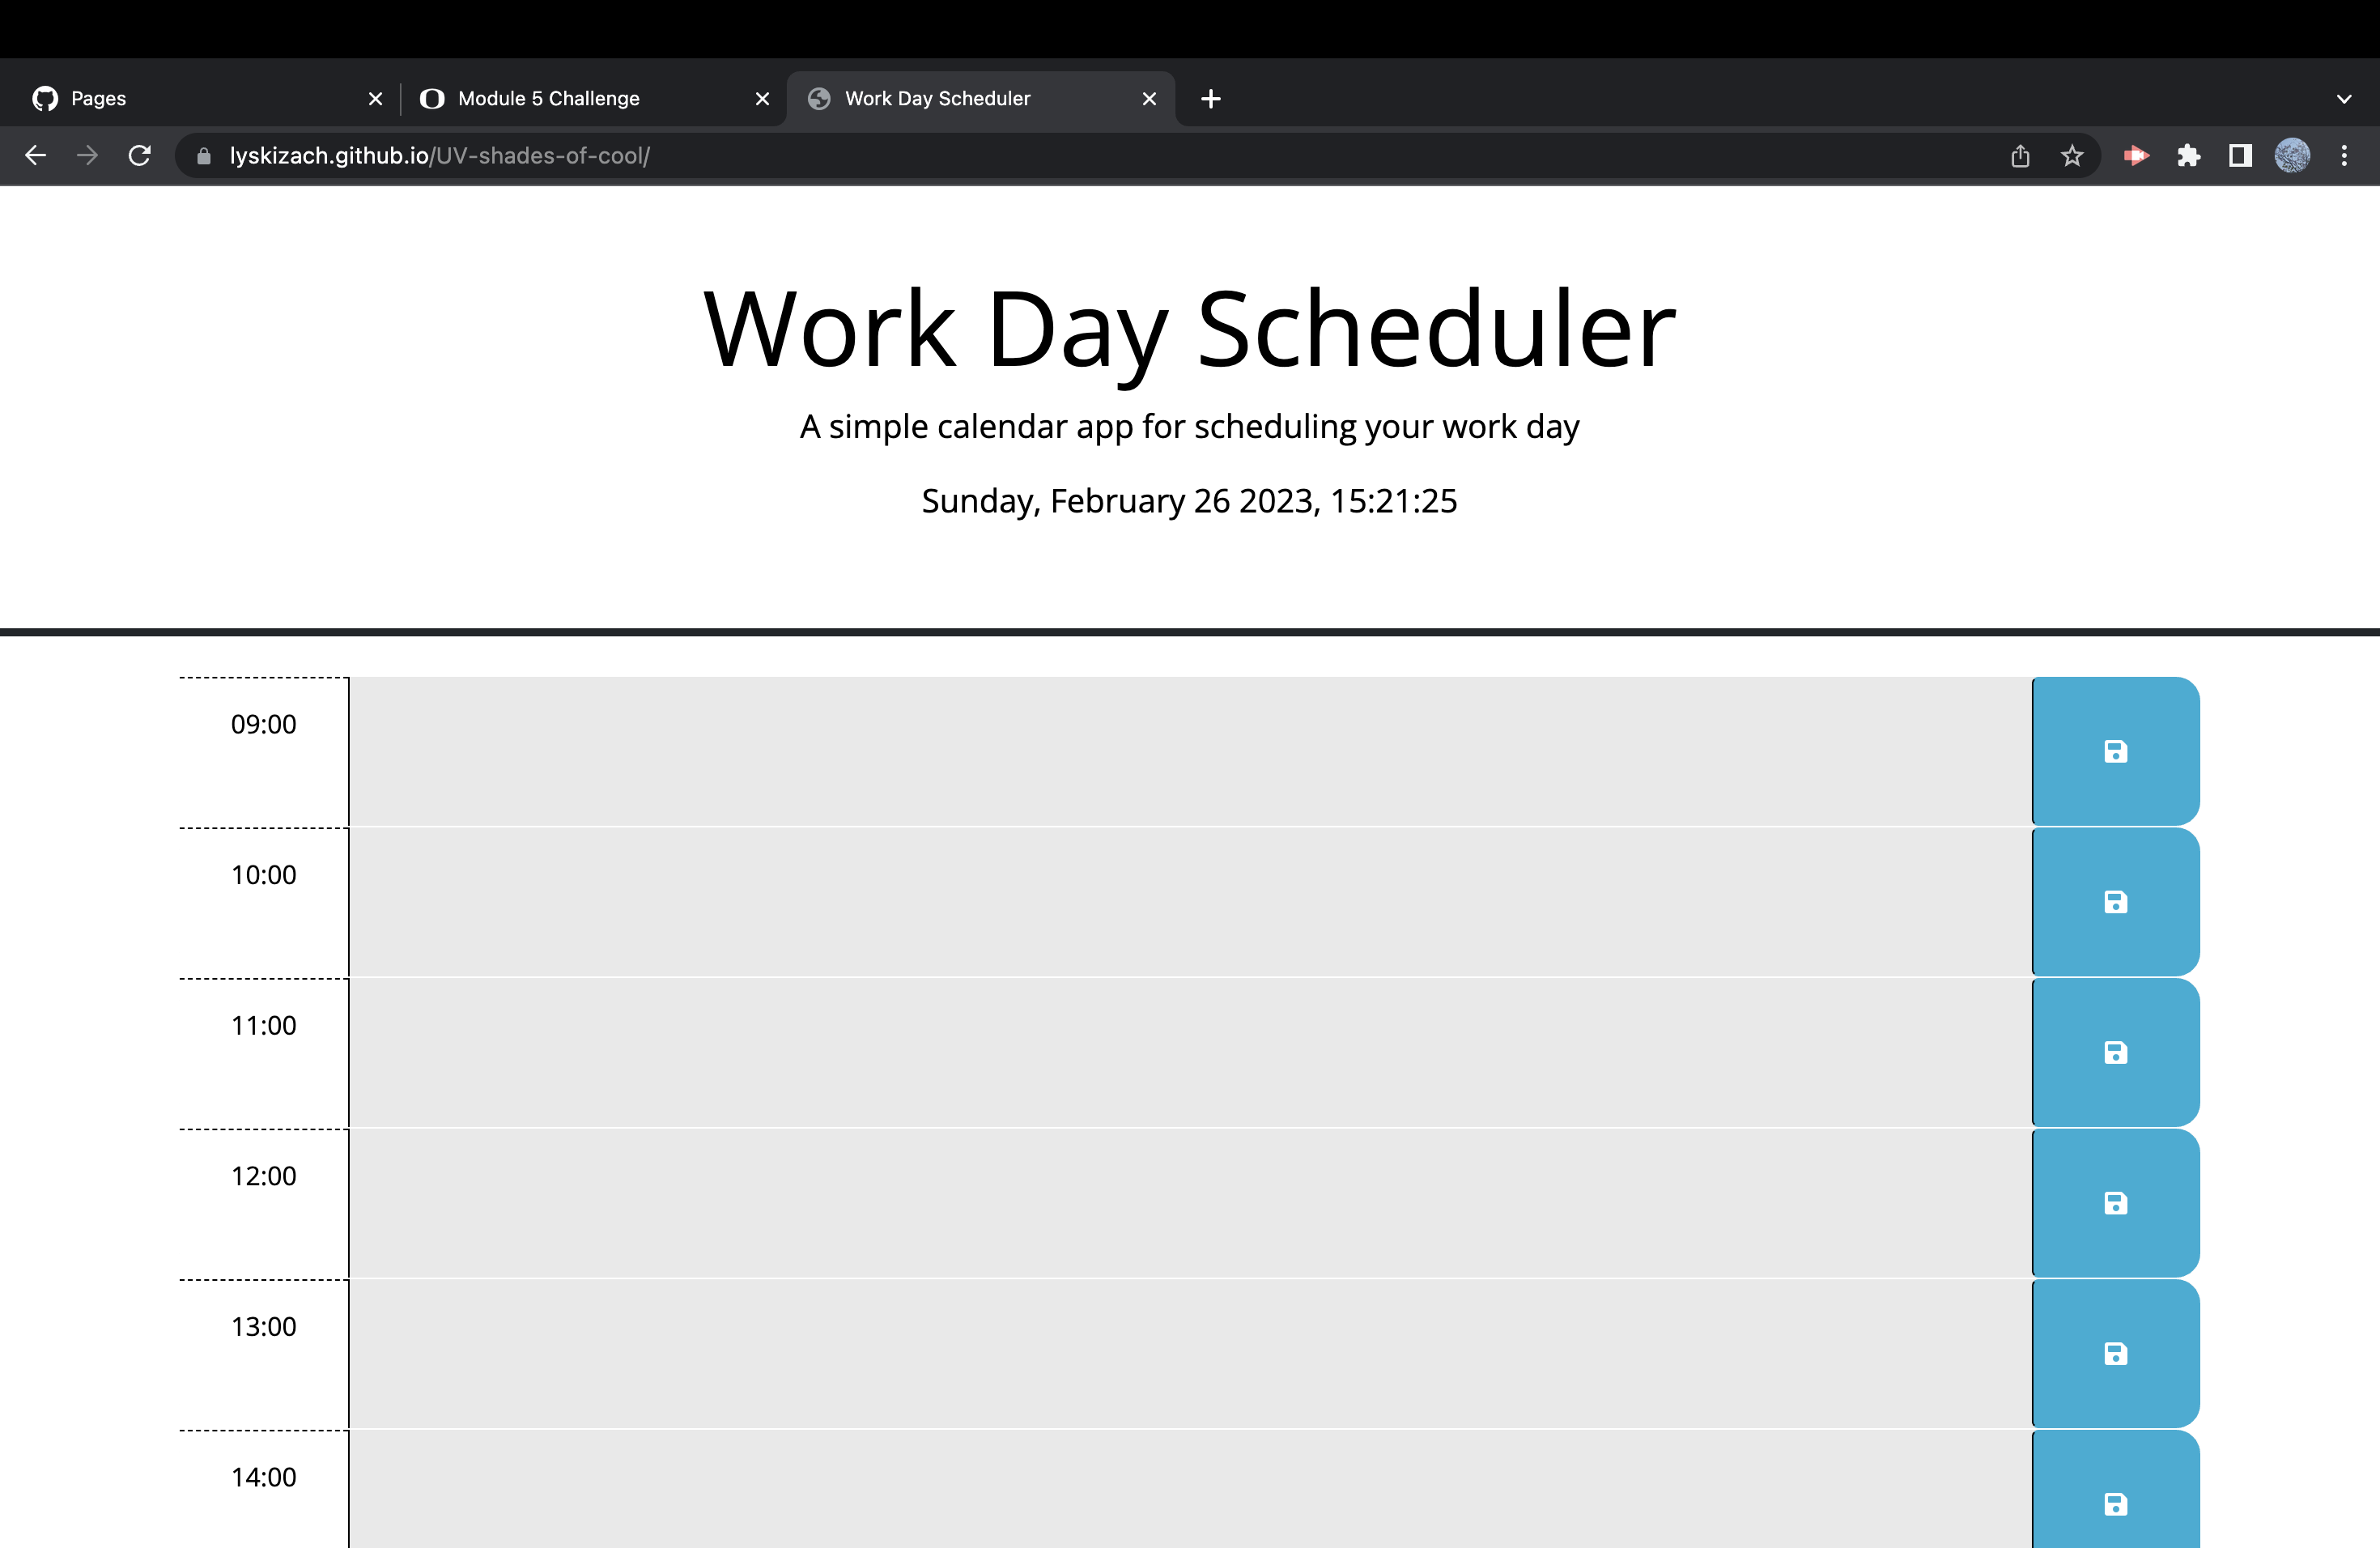 Pages
Module 5 Challenge
Work Day Scheduler
lyskizach.github.io/UV-shades-of-cool/
Work Day Scheduler
A simple calendar app for scheduling your work day
Sunday, February 26 2023, 15:21:25
09:00
10:00
11:00
12:00
13:00
14:00